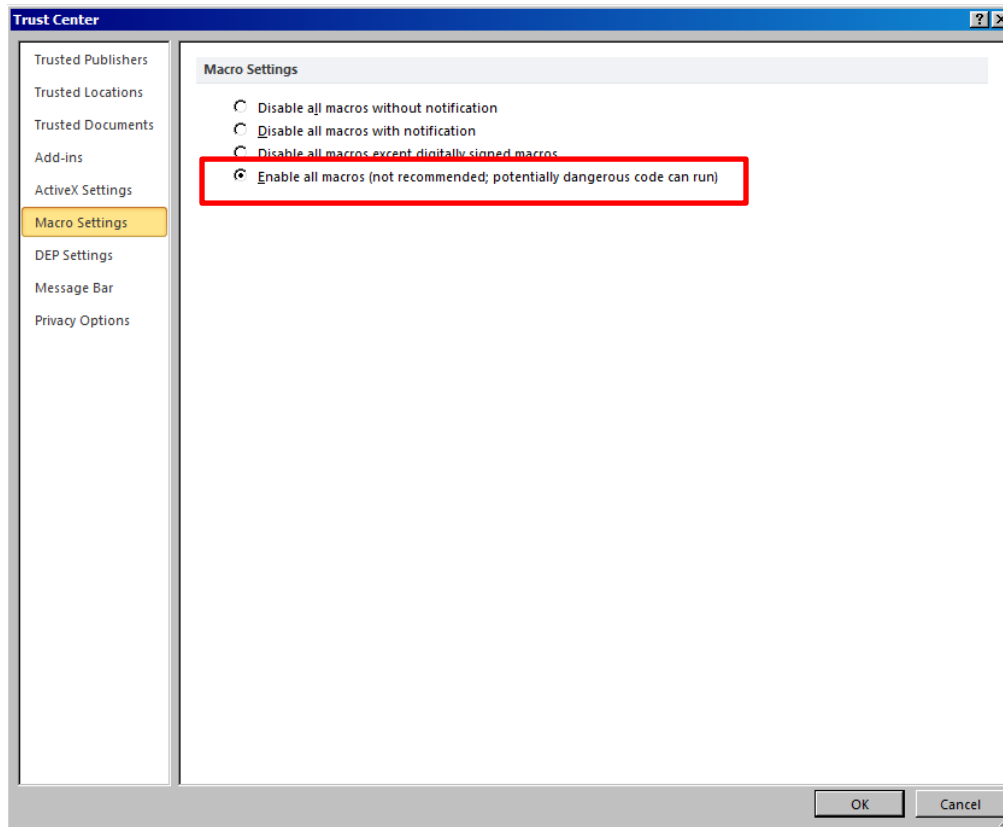 Trust Center
Trusted Publishers
Trusted Locations
Trusted Documents
Add-ins
ActiveX Settings
Macro Settings
DEP Settings
Message Bar
Privacy Options
Macro Settings
Disable all macros without notification
Disable all macros with notification
Disable all macros except digitally signed macros
Enable all macros (not recommended; potentially dangerous code can run)
OK
Cancel